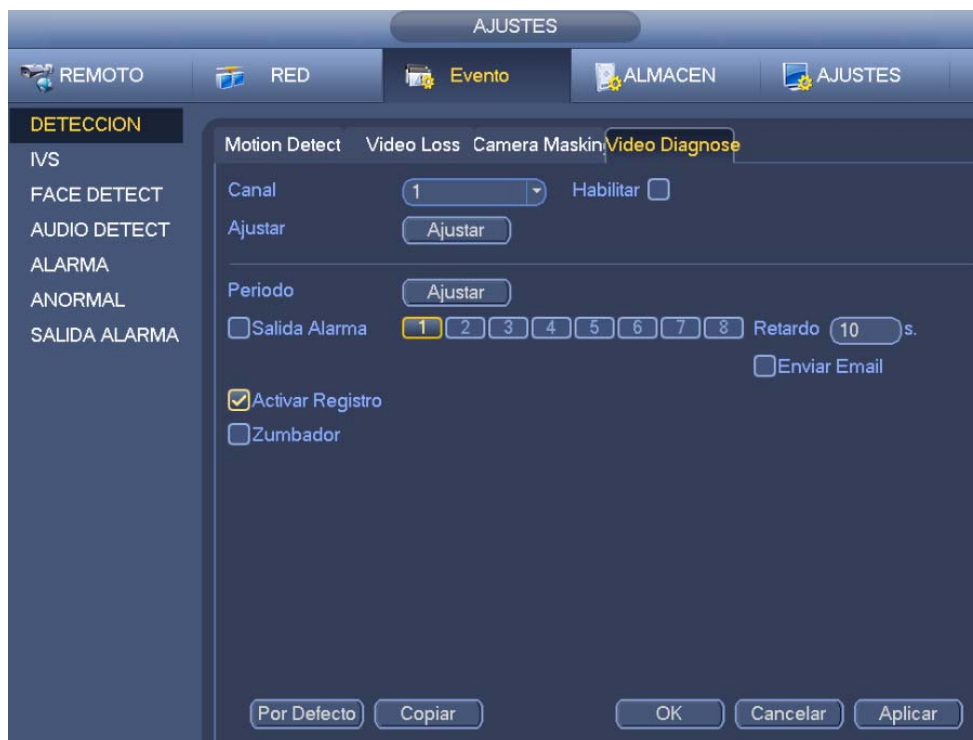 AJUSTES
REMOTO RED Evento ALMACEN AJUSTES
DETECCION
IVS
FACE DETECT
AUDIO DETECT
ALARMA
ANORMAL
SALIDA ALARMA
Motion Detect Video Loss Camera Maskin Video Diagnose
Canal 1 Habilitar
Ajustar Ajustar
Periodo Ajustar
Salida Alarma 1 2 3 4 5 6 7 8 Retardo 10 s.
Enviar Email
Activar Registro
Zumbador
Por Defecto Copiar OK Cancelar Aplicar